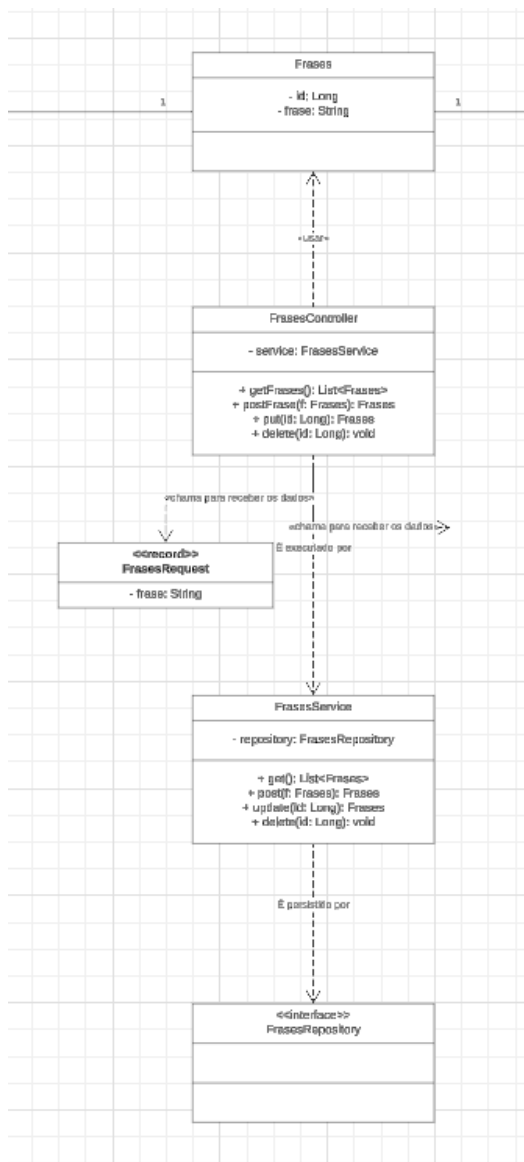 Frases
1
1
- id: Long
- frase: String
«usar»
FrasesController
- service: FrasesService
+ getFrases(): List<Frases>
+ postFrase(f: Frases): Frases
+ put(id: Long): Frases
+ delete(id: Long): void
«chama para receber os dados»
«chama para receber os dados»
É executado por
<<record>>
FrasesRequest
- frase: String
FrasesService
- repository: FrasesRepository
+ get(): List<Frases>
+ post(f: Frases): Frases
+ update(id: Long): Frases
+ delete(id: Long): void
É persistido por
<<interface>>
FrasesRepository